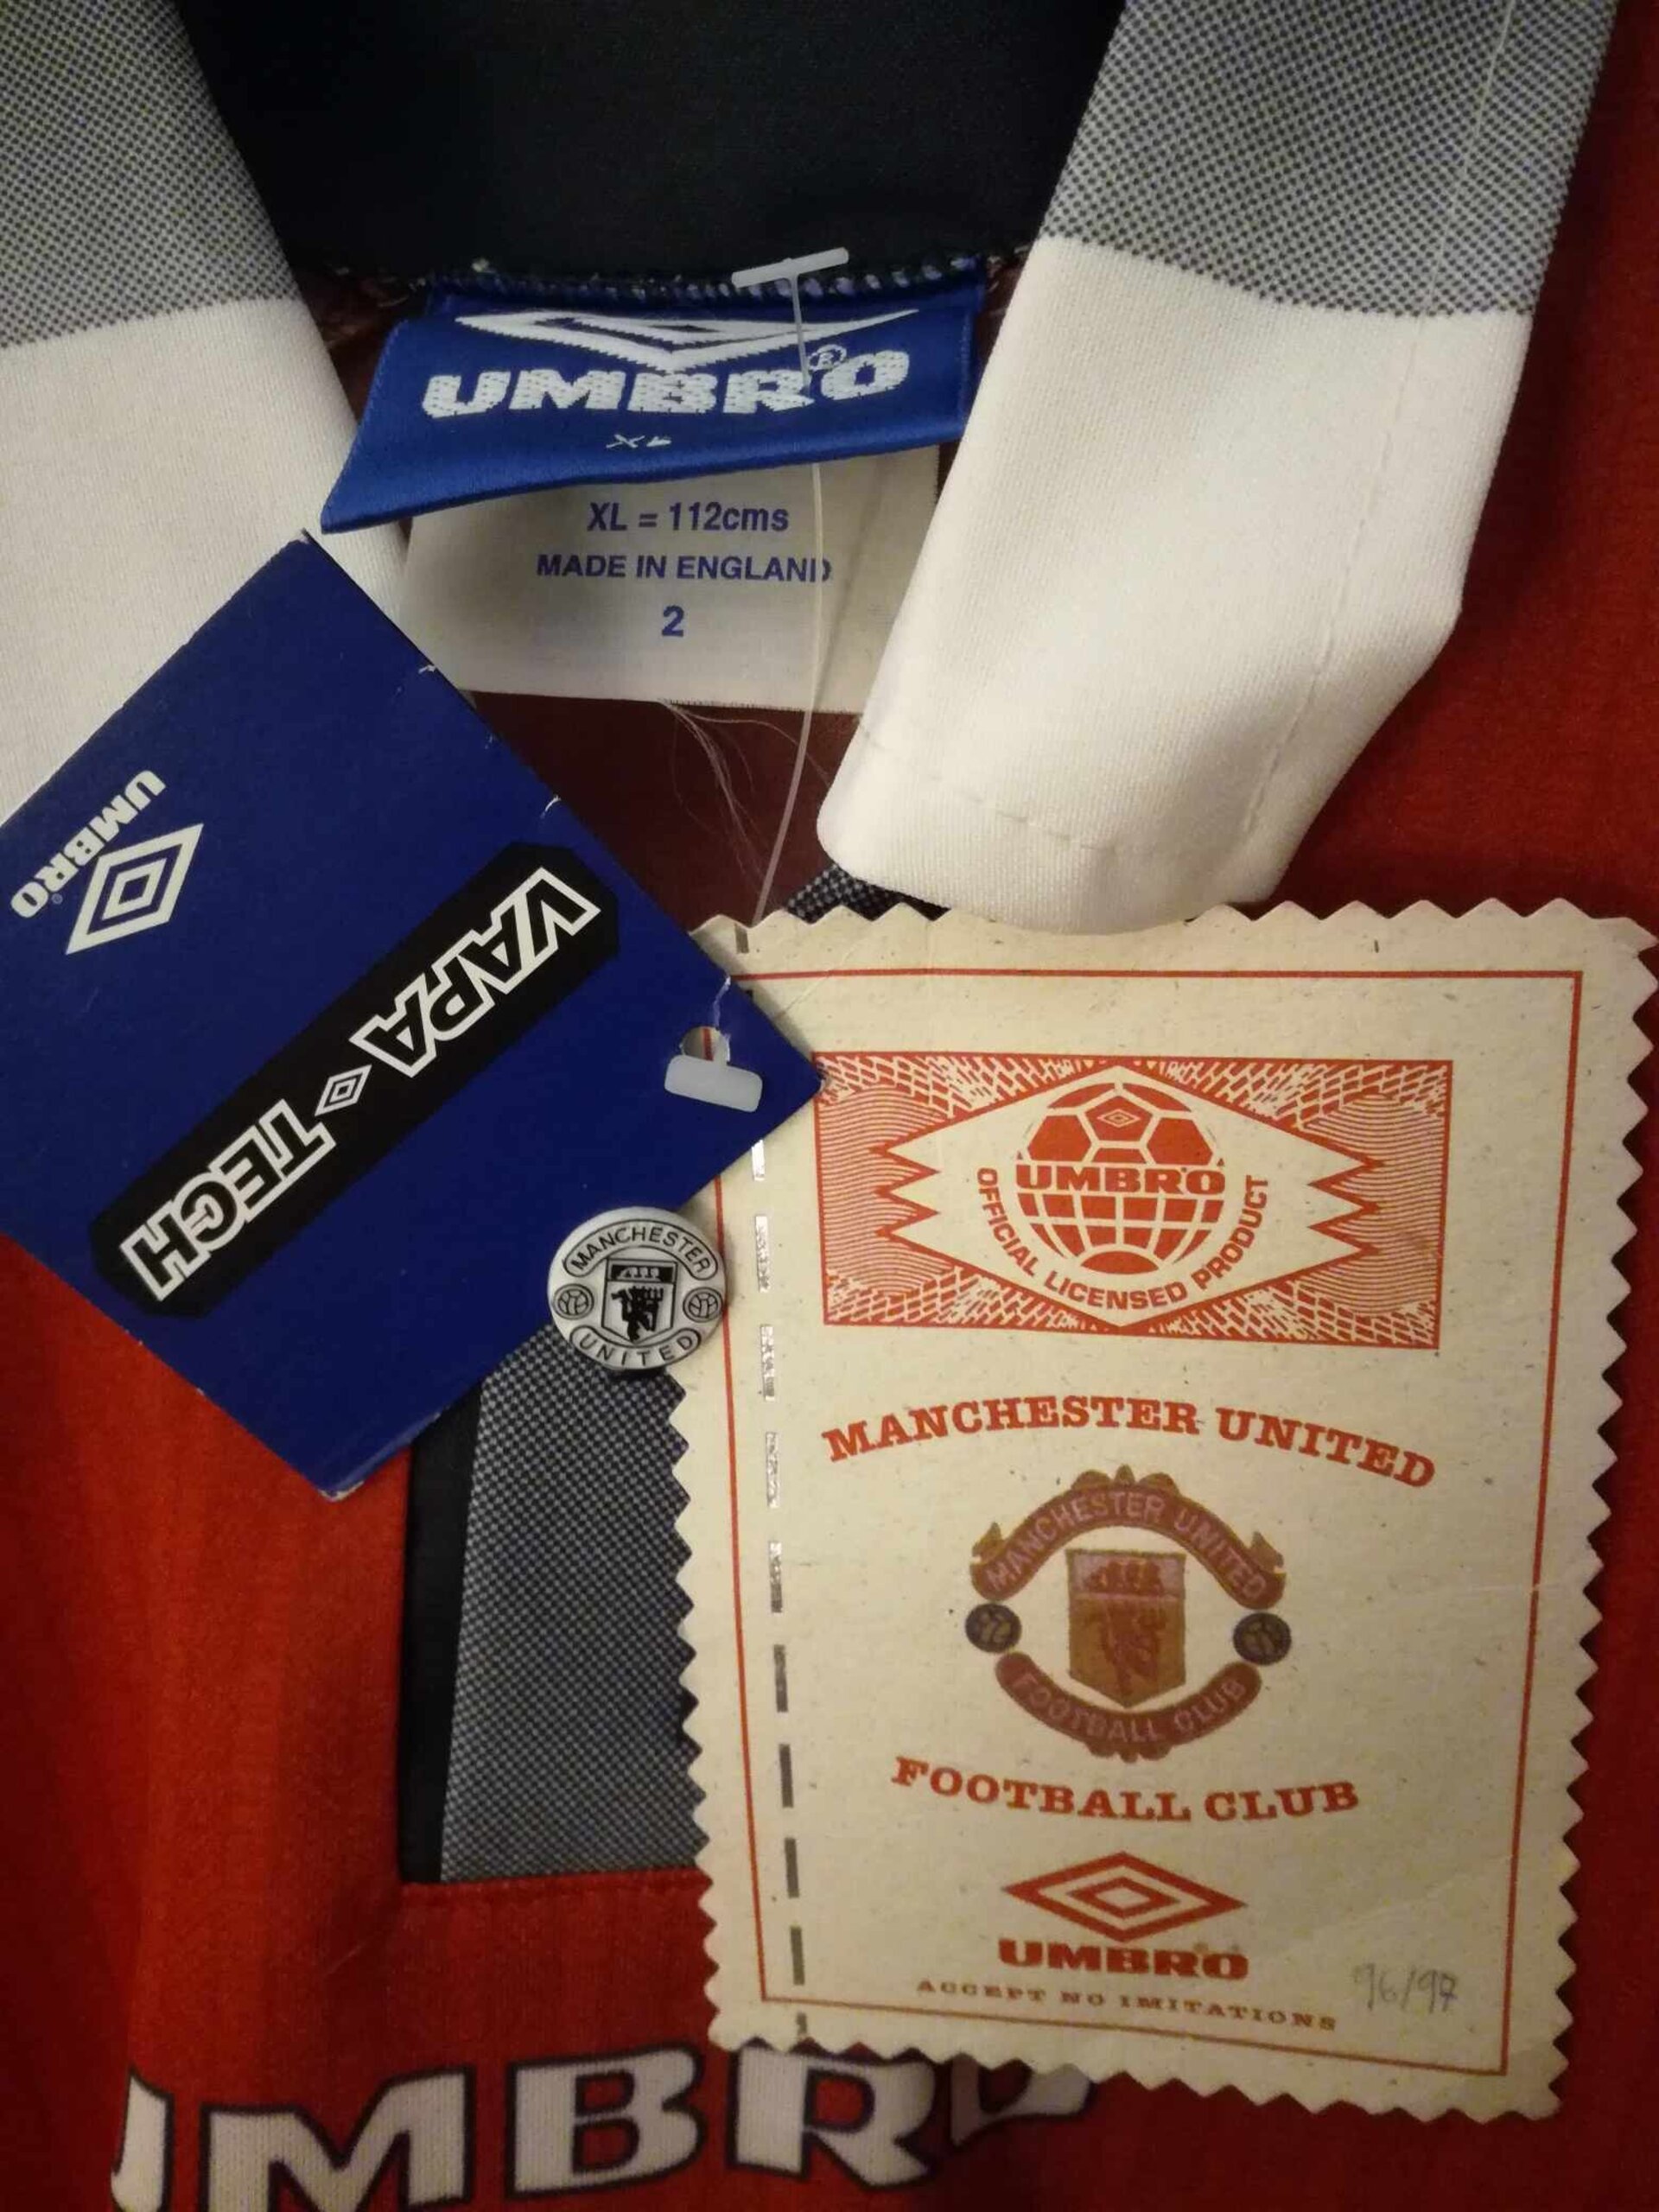 UMBRO®
XL
XL = 112cms
MADE IN ENGLAND
2
UMBRO®
VAPA TECH
MANCHESTER
UNITED
UMBRO
OFFICIAL LICENSED PRODUCT
MANCHESTER UNITED
MANCHESTER UNITED
FOOTBALL CLUB
FOOTBALL CLUB
UMBRO
ACCEPT NO IMITATIONS
96/97
UMBRO